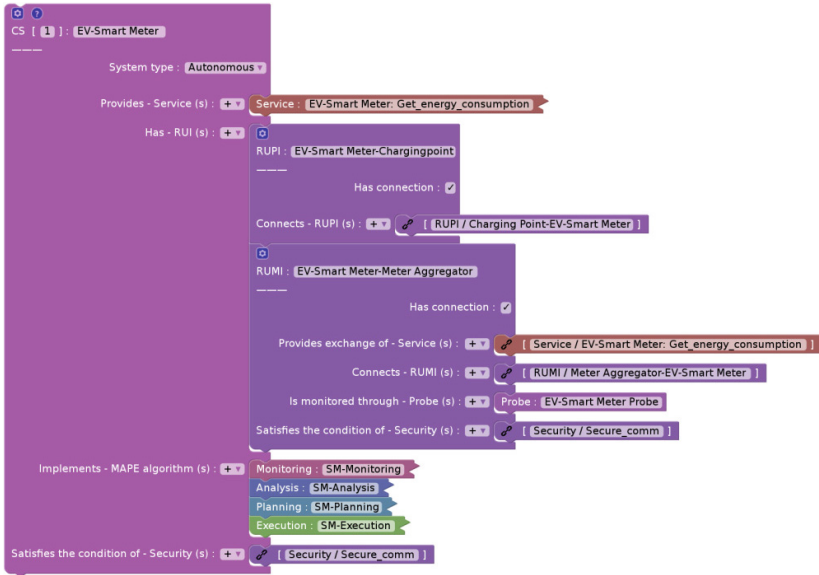 CS [ 1 ] : EV-Smart Meter
———
System type : Autonomous
Provides - Service (s) : + Service : EV-Smart Meter: Get_energy_consumption
Has - RUI (s) : +
RUPI : EV-Smart Meter-Chargingpoint
———
Has connection :
Connects - RUPI (s) : + [ RUPI / Charging Point-EV-Smart Meter ]
RUMI : EV-Smart Meter-Meter Aggregator
———
Has connection :
Provides exchange of - Service (s) : + [ Service / EV-Smart Meter: Get_energy_consumption ]
Connects - RUMI (s) : + [ RUMI / Meter Aggregator-EV-Smart Meter ]
Is monitored through - Probe (s) : + Probe : EV-Smart Meter Probe
Satisfies the condition of - Security (s) : + [ Security / Secure_comm ]
Implements - MAPE algorithm (s) : + Monitoring : SM-Monitoring
Analysis : SM-Analysis
Planning : SM-Planning
Execution : SM-Execution
Satisfies the condition of - Security (s) : + [ Security / Secure_comm ]